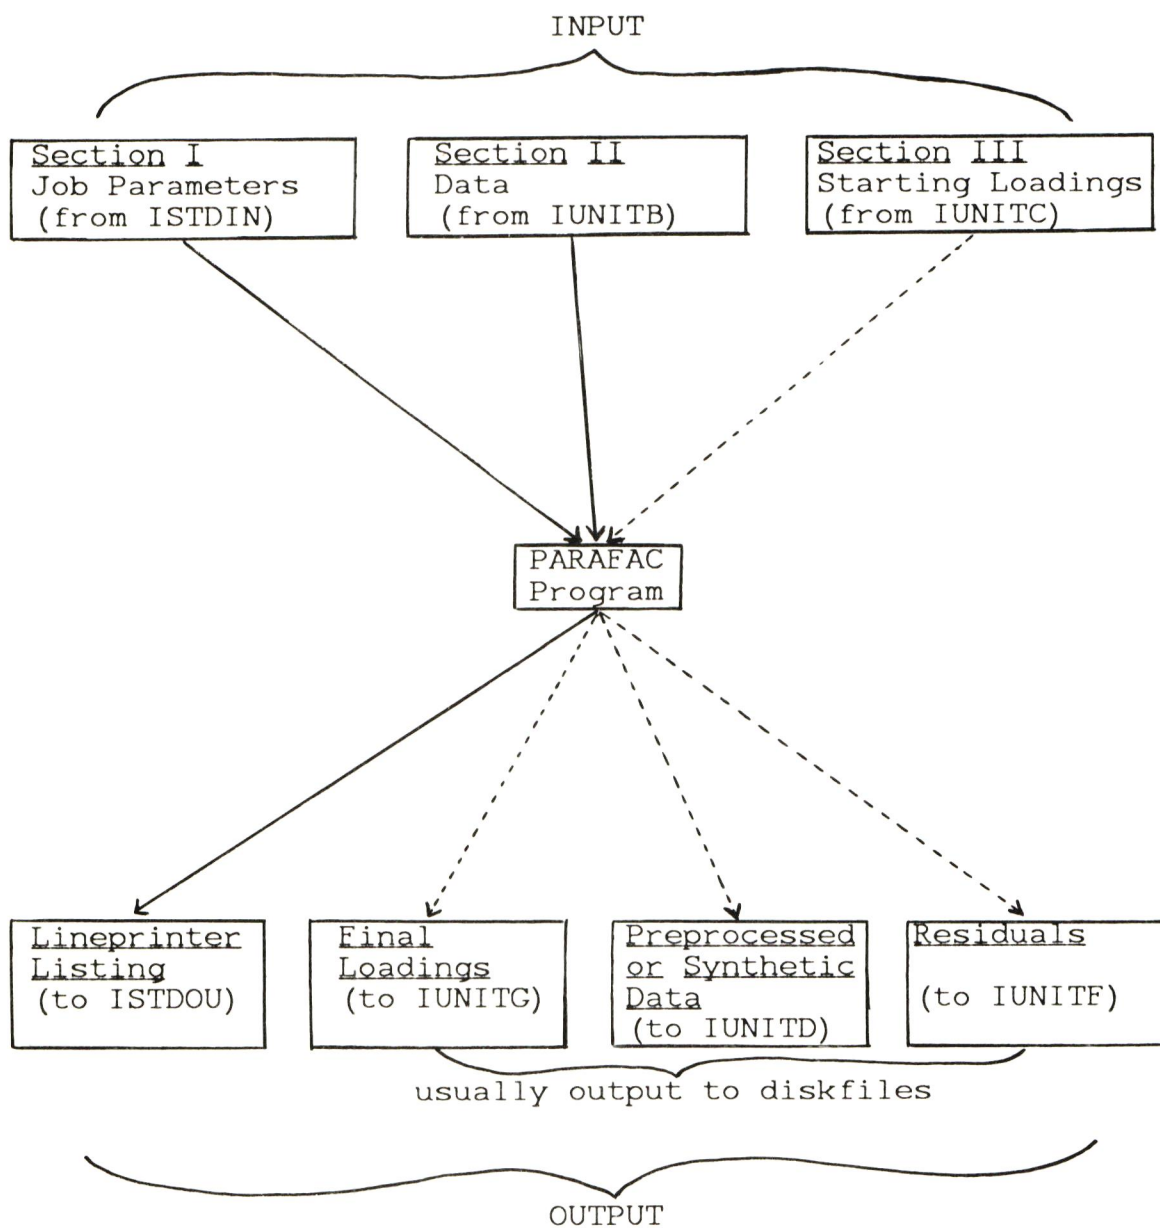 INPUT
Section I
Job Parameters
(from ISTDIN)
Section II
Data
(from IUNITB)
Section III
Starting Loadings
(from IUNITC)
PARAFAC
Program
Lineprinter
Listing
(to ISTDOU)
Final
Loadings
(to IUNITG)
Preprocessed
or Synthetic
Data
(to IUNITD)
Residuals
(to IUNITF)
usually output to diskfiles
OUTPUT